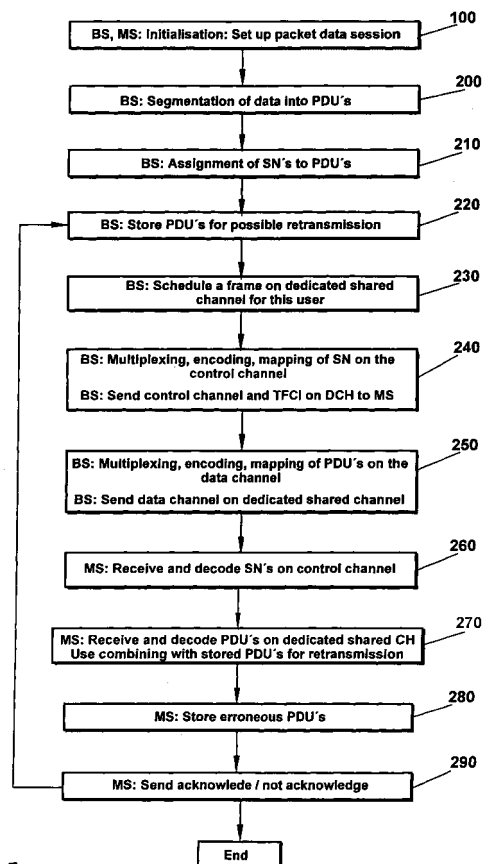 100
BS, MS: Initialisation: Set up packet data session
200
BS: Segmentation of data into PDU´s
210
BS: Assignment of SN´s to PDU´s
220
BS: Store PDU´s for possible retransmission
230
BS: Schedule a frame on dedicated shared
channel for this user
240
BS: Multiplexing, encoding, mapping of SN on the
control channel
BS: Send control channel and TFCI on DCH to MS
250
BS: Multiplexing, encoding, mapping of PDU´s on the
data channel
BS: Send data channel on dedicated shared channel
260
MS: Receive and decode SN´s on control channel
270
MS: Receive and decode PDU´s on dedicated shared CH
Use combining with stored PDU´s for retransmission
280
MS: Store erroneous PDU´s
290
MS: Send acknowlede / not acknowledge
End